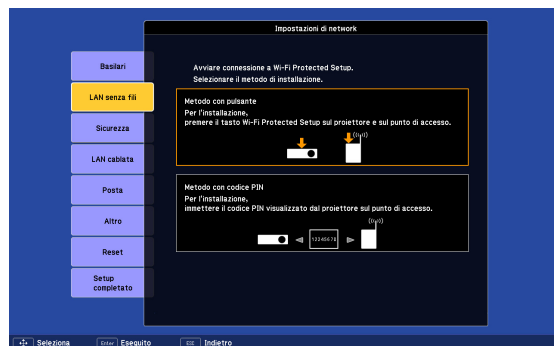 Impostazioni di network
Basilari
LAN senza fili
Sicurezza
LAN cablata
Posta
Altro
Reset
Setup
completato
Avviare connessione a Wi-Fi Protected Setup.
Selezionare il metodo di installazione.
Metodo con pulsante
Per l'installazione,
premere il tasto Wi-Fi Protected Setup sul proiettore e sul punto di accesso.
Metodo con codice PIN
Per l'installazione,
immettere il codice PIN visualizzato dal proiettore sul punto di accesso.
12345678
Seleziona Enter Eseguito ESC Indietro